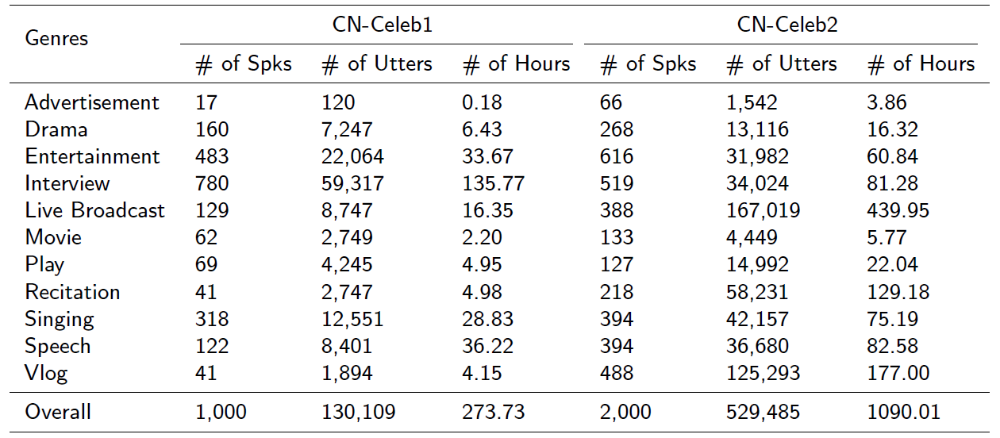 Genres CN-Celeb1 CN-Celeb2
# of Spks # of Utters # of Hours # of Spks # of Utters # of Hours
Advertisement 17 120 0.18 66 1,542 3.86
Drama 160 7,247 6.43 268 13,116 16.32
Entertainment 483 22,064 33.67 616 31,982 60.84
Interview 780 59,317 135.77 519 34,024 81.28
Live Broadcast 129 8,747 16.35 388 167,019 439.95
Movie 62 2,749 2.20 133 4,449 5.77
Play 69 4,245 4.95 127 14,992 22.04
Recitation 41 2,747 4.98 218 58,231 129.18
Singing 318 12,551 28.83 394 42,157 75.19
Speech 122 8,401 36.22 394 36,680 82.58
Vlog 41 1,894 4.15 488 125,293 177.00
Overall 1,000 130,109 273.73 2,000 529,485 1090.01